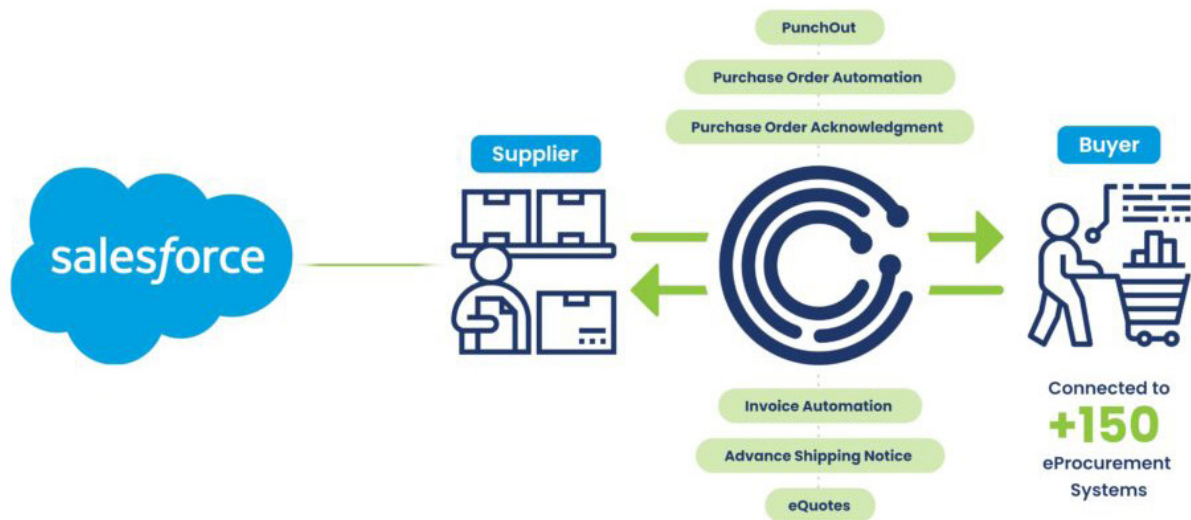 PunchOut
Purchase Order Automation
Purchase Order Acknowledgment
Supplier
Buyer
salesforce
Invoice Automation
Advance Shipping Notice
eQuotes
Connected to
+150
eProcurement
Systems